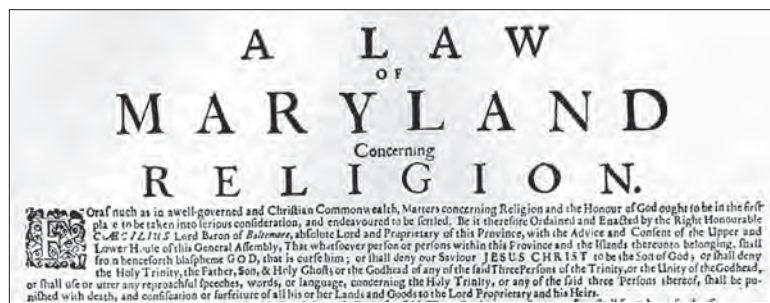 A LAW
OF
MARYLAND
Concerning
RELIGION.
Forasmuch as in a well-governed and Christian Commonwealth, Matters concerning Religion and the Honour of God ought to be in the first
place to be taken into serious consideration, and endeavoured to be settled. Be it therefore Ordained and Enacted by the Right Honourable
CÆCILIUS Lord Baron of Baltemore, absolute Lord and Proprietary of this Province, with the Advice and Consent of the Upper and
Lower House of this General Assembly, That whatsoever person or persons within this Province and the Islands thereunto belonging, shall
from henceforth blaspheme GOD, that is curse him; or shall deny our Saviour JESUS CHRIST to be the Son of God; or shall deny
the Holy Trinity, the Father, Son, & Holy Ghost; or the Godhead of any of the said Three Persons of the Trinity, or the Unity of the Godhead,
or shall use or utter any reproachful speeches, words, or language, concerning the Holy Trinity, or any of the said three Persons thereof, shall be pu-
nished with death, and confiscation or forfeiture of all his or her Lands and Goods to the Lord Proprietary and his Heirs.